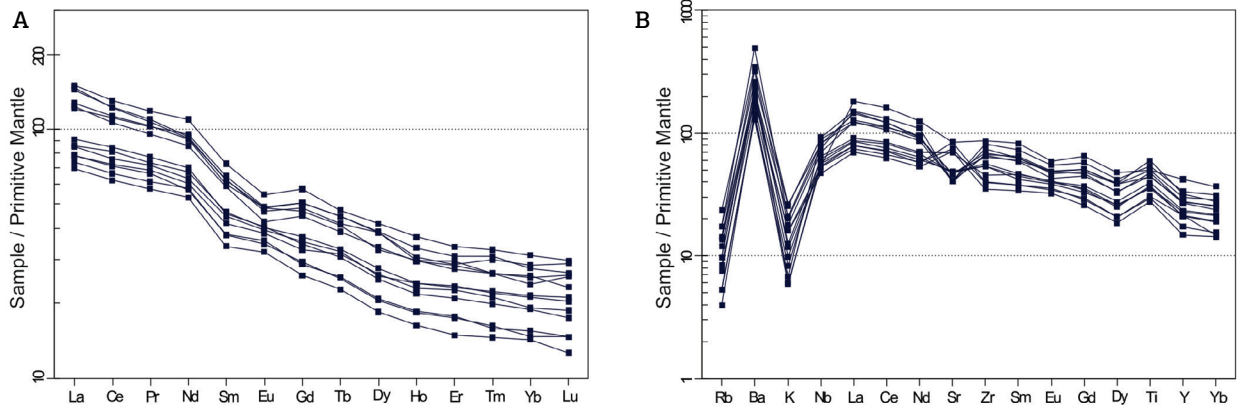 A
Sample / Primitive Mantle
200
100
10
La Ce Pr Nd Sm Eu Gd Tb Dy Ho Er Tm Yb Lu
B
Sample / Primitive Mantle
1000
100
10
1
Rb Ba K Nb La Ce Nd Sr Zr Sm Eu Gd Dy Ti Y Yb